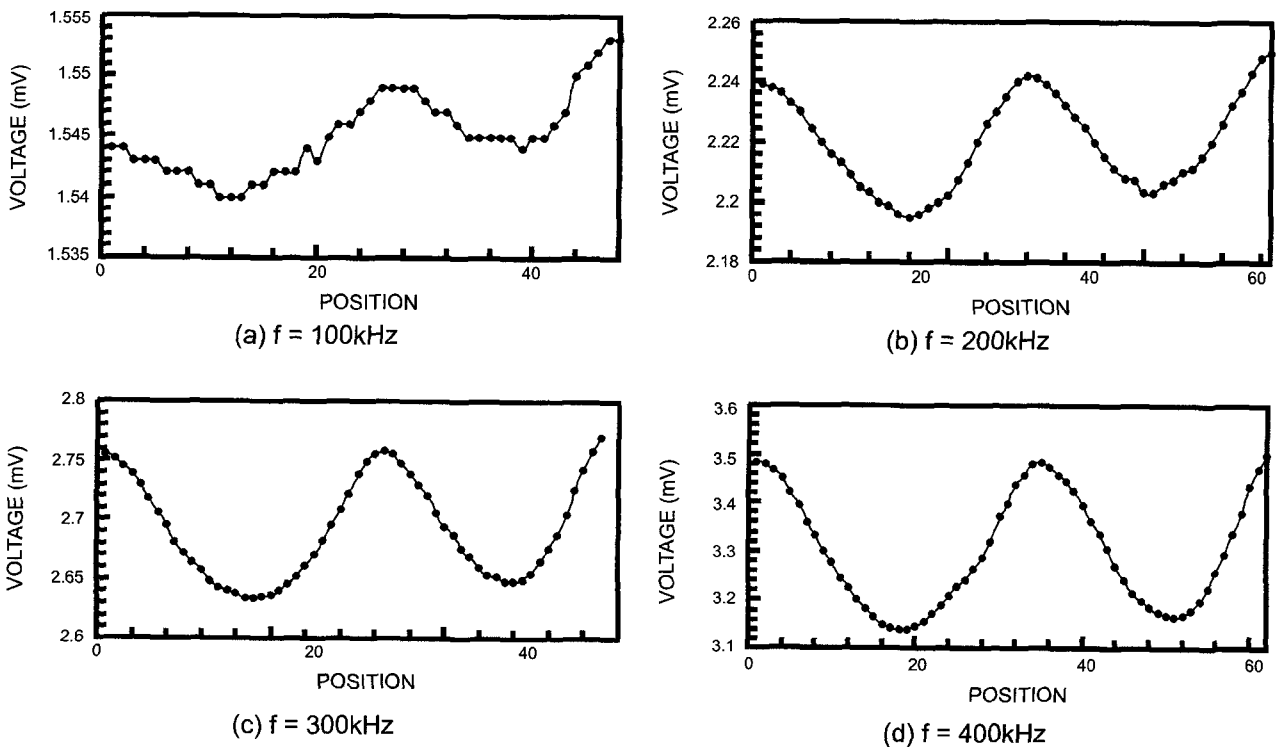 1.555
1.55
1.545
1.54
1.535
VOLTAGE (mV)
0
20
40
POSITION
(a) f = 100kHz
2.26
2.24
2.22
2.2
2.18
VOLTAGE (mV)
0
20
40
60
POSITION
(b) f = 200kHz
2.8
2.75
2.7
2.65
2.6
VOLTAGE (mV)
0
20
40
POSITION
(c) f = 300kHz
3.6
3.5
3.4
3.3
3.2
3.1
VOLTAGE (mV)
0
20
40
60
POSITION
(d) f = 400kHz